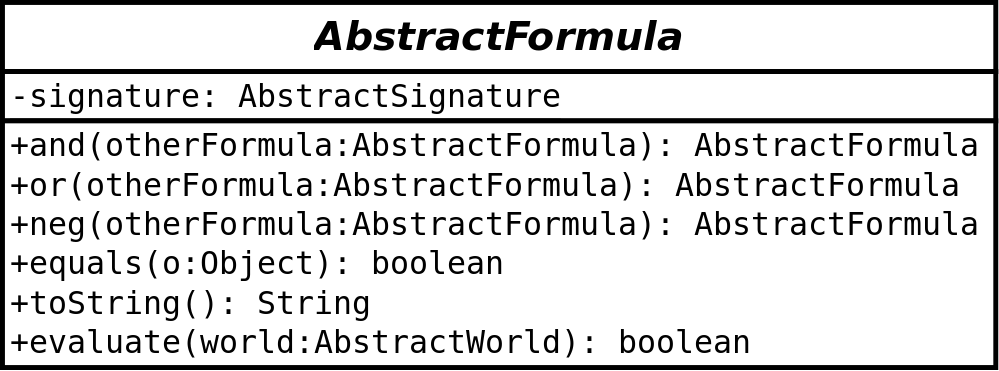 AbstractFormula
-signature: AbstractSignature
+and(otherFormula:AbstractFormula): AbstractFormula
+or(otherFormula:AbstractFormula): AbstractFormula
+neg(otherFormula:AbstractFormula): AbstractFormula
+equals(o:Object): boolean
+toString(): String
+evaluate(world:AbstractWorld): boolean